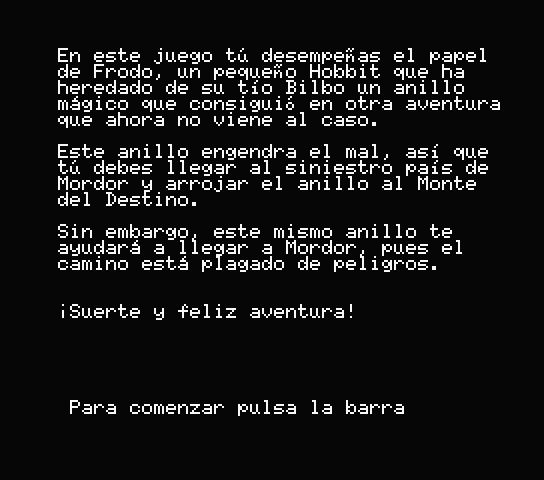 En este juego tú desempeñas el papel
de Frodo, un pequeño Hobbit que ha
heredado de su tío Bilbo un anillo
mágico que consiguió en otra aventura
que ahora no viene al caso.
Este anillo engendra el mal, así que
tú debes llegar al siniestro país de
Mordor y arrojar el anillo al Monte
del Destino.
Sin embargo, este mismo anillo te
ayudará a llegar a Mordor, pues el
camino está plagado de peligros.
¡Suerte y feliz aventura!
Para comenzar pulsa la barra